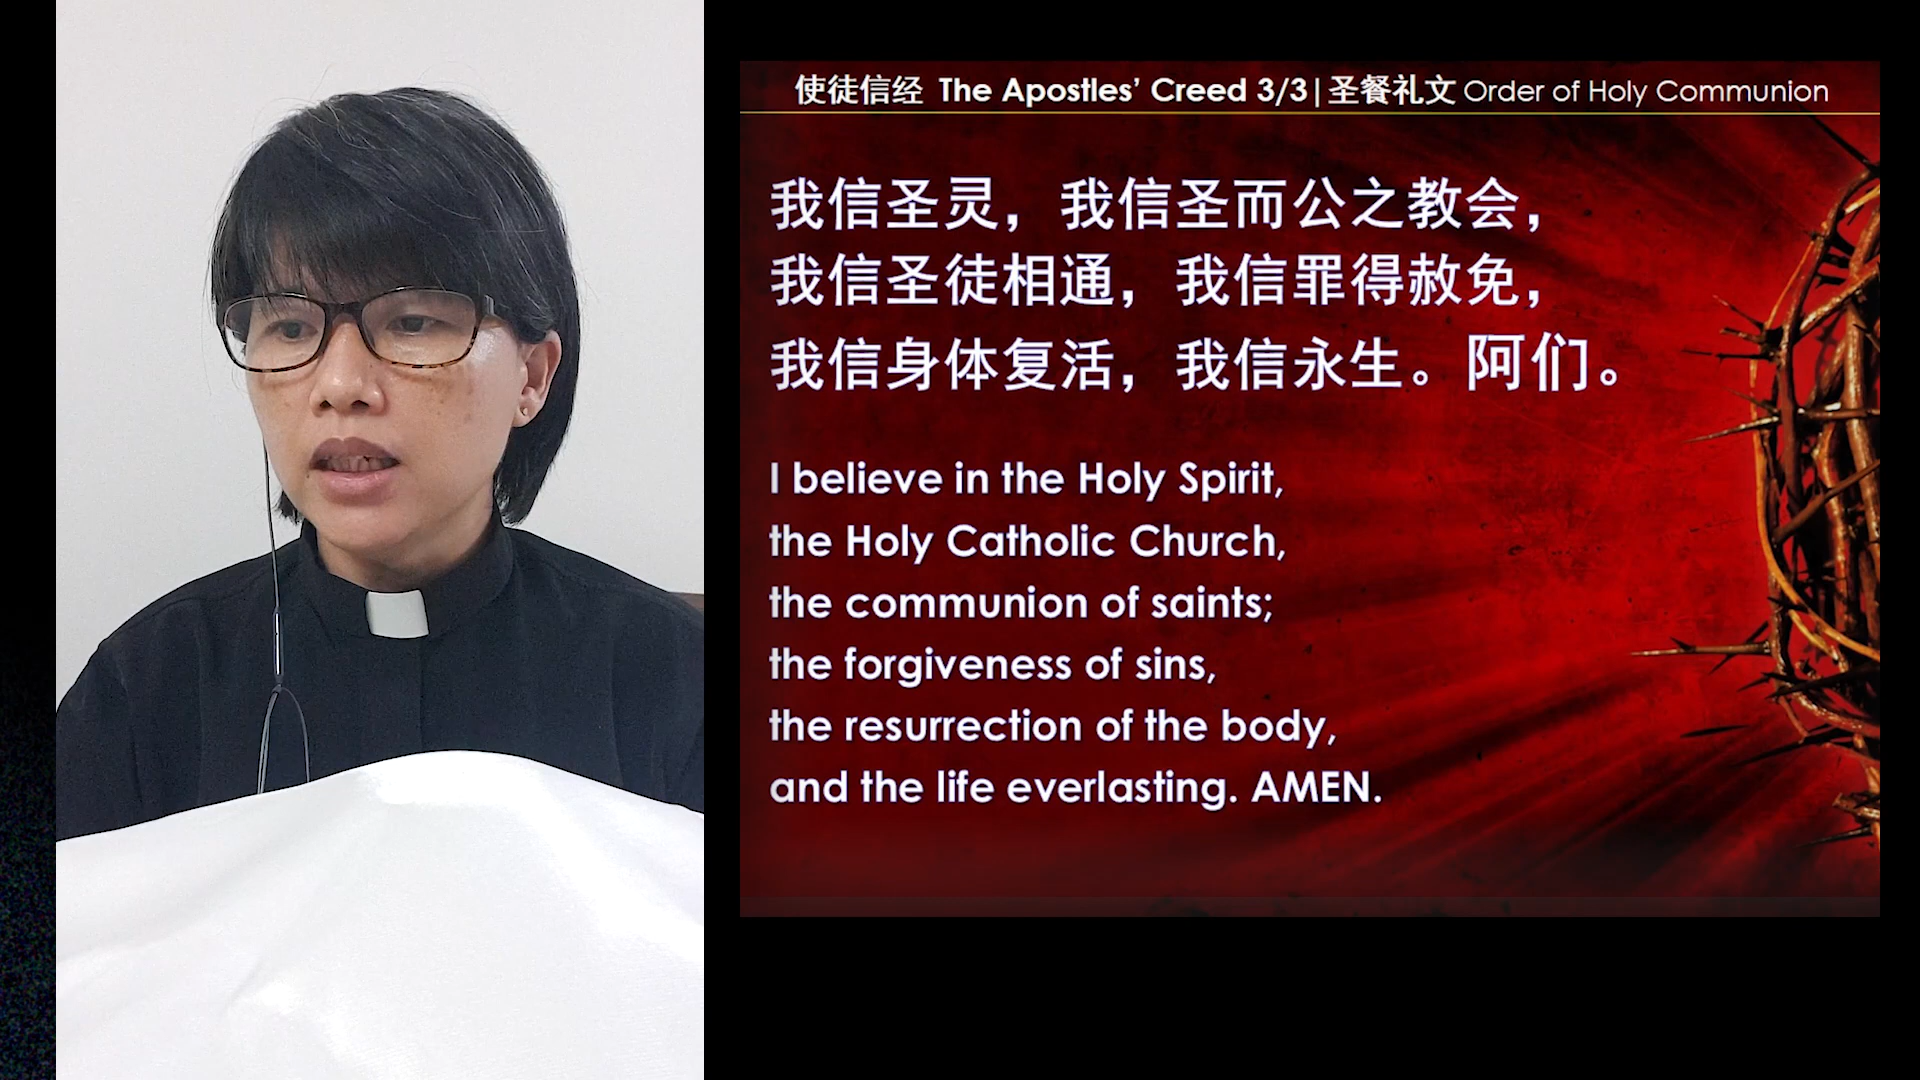 使徒信经 The Apostles’ Creed 3/3|圣餐礼文 Order of Holy Communion
我信圣灵，我信圣而公之教会，
我信圣徒相通，我信罪得赦免，
我信身体复活，我信永生。阿们。
I believe in the Holy Spirit,
the Holy Catholic Church,
the communion of saints;
the forgiveness of sins,
the resurrection of the body,
and the life everlasting. AMEN.